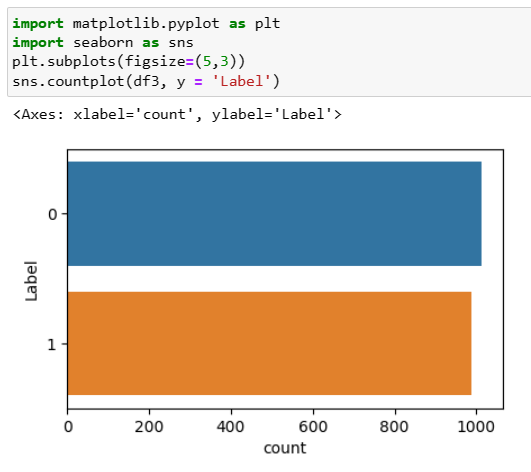 import matplotlib.pyplot as plt
import seaborn as sns
plt.subplots(figsize=(5,3))
sns.countplot(df3, y = 'Label')
<Axes: xlabel='count', ylabel='Label'>
0
Label
1
0 200 400 600 800 1000
count